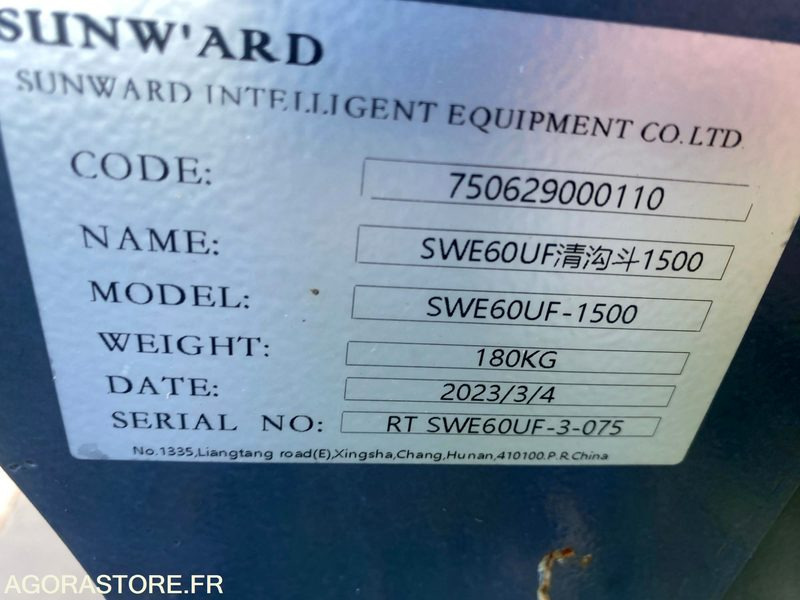 SUNW'ARD
SUNWARD INTELLIGENT EQUIPMENT CO.LTD
CODE: 750629000110
NAME: SWE60UF清沟斗1500
MODEL: SWE60UF-1500
WEIGHT: 180KG
DATE: 2023/3/4
SERIAL NO: RT SWE60UF-3-075
No.1335,Liangtang road(E),Xingsha,Chang,Hunan,410100.P.R.China
AGORASTORE.FR